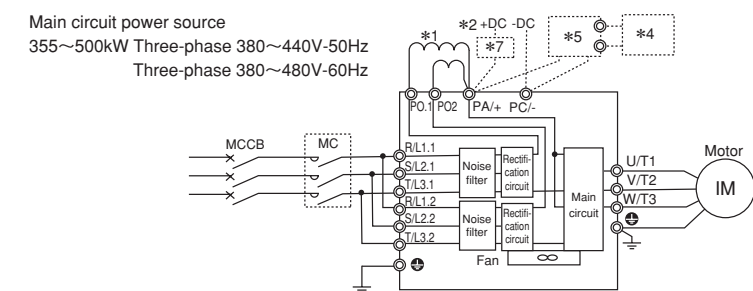 Main circuit power source
355～500kW Three-phase 380～440V-50Hz
Three-phase 380～480V-60Hz
*1
*2 +DC -DC
*7
*5
*4
PO.1
PO2
PA/+
PC/-
MCCB
MC
R/L1.1
S/L2.1
T/L3.1
R/L1.2
S/L2.2
T/L3.2
Noise
filter
Rectifi-
cation
circuit
Noise
filter
Rectifi-
cation
circuit
Main
circuit
Fan
U/T1
V/T2
W/T3
Motor
IM